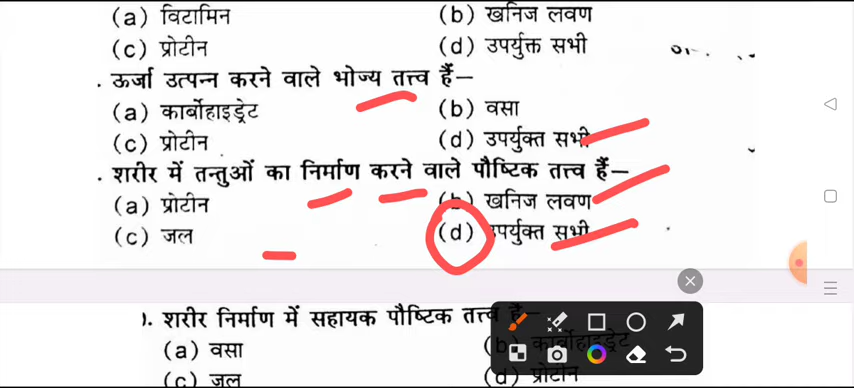 (a) विटामिन (b) खनिज लवण
(c) प्रोटीन (d) उपर्युक्त सभी
. ऊर्जा उत्पन्न करने वाले भोज्य तत्त्व हैं—
(a) कार्बोहाइड्रेट (b) वसा
(c) प्रोटीन (d) उपर्युक्त सभी
. शरीर में तन्तुओं का निर्माण करने वाले पौष्टिक तत्त्व हैं—
(a) प्रोटीन (b) खनिज लवण
(c) जल (d) उपर्युक्त सभी
). शरीर निर्माण में सहायक पौष्टिक तत्त्व हैं—
(a) वसा (b) कार्बोहाइड्रेट
(c) जल (d) प्रोटीन